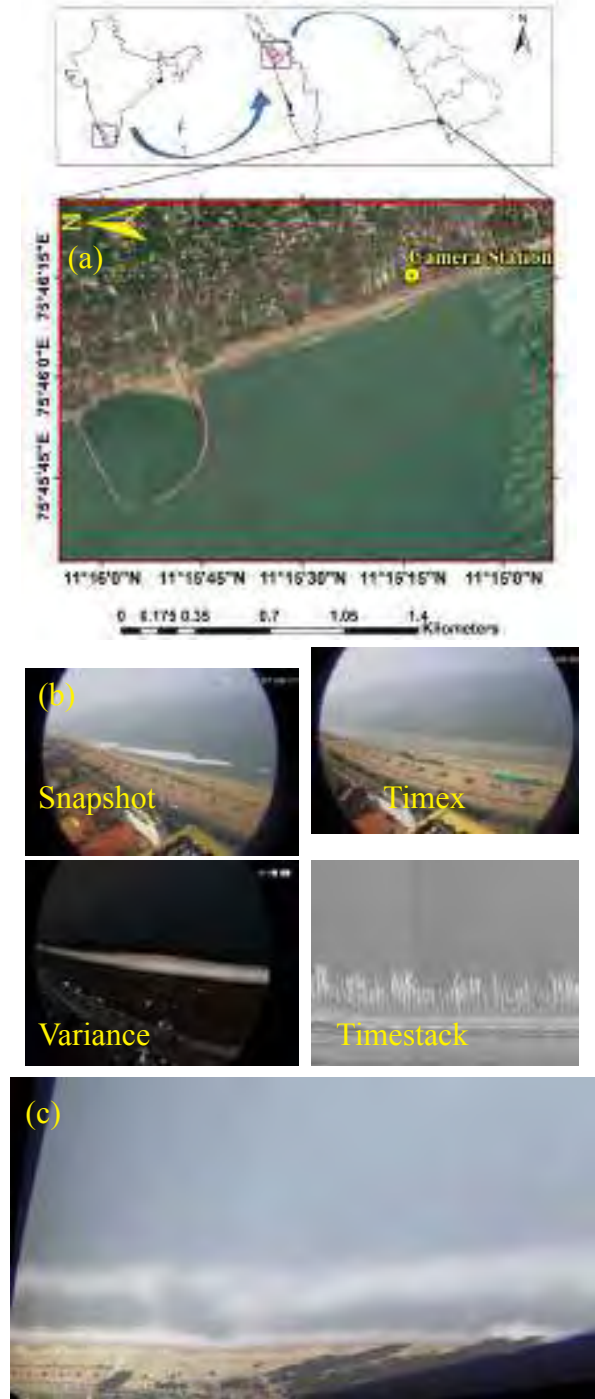 N
N
(a)
Camera Station
75°46'15"E
75°46'0"E
75°45'45"E
11°16'0"N 11°15'45"N 11°15'30"N 11°15'15"N 11°15'0"N
0 0.175 0.35 0.7 1.05 1.4
Kilometers
(b)
Snapshot
Timex
Variance
Timestack
(c)